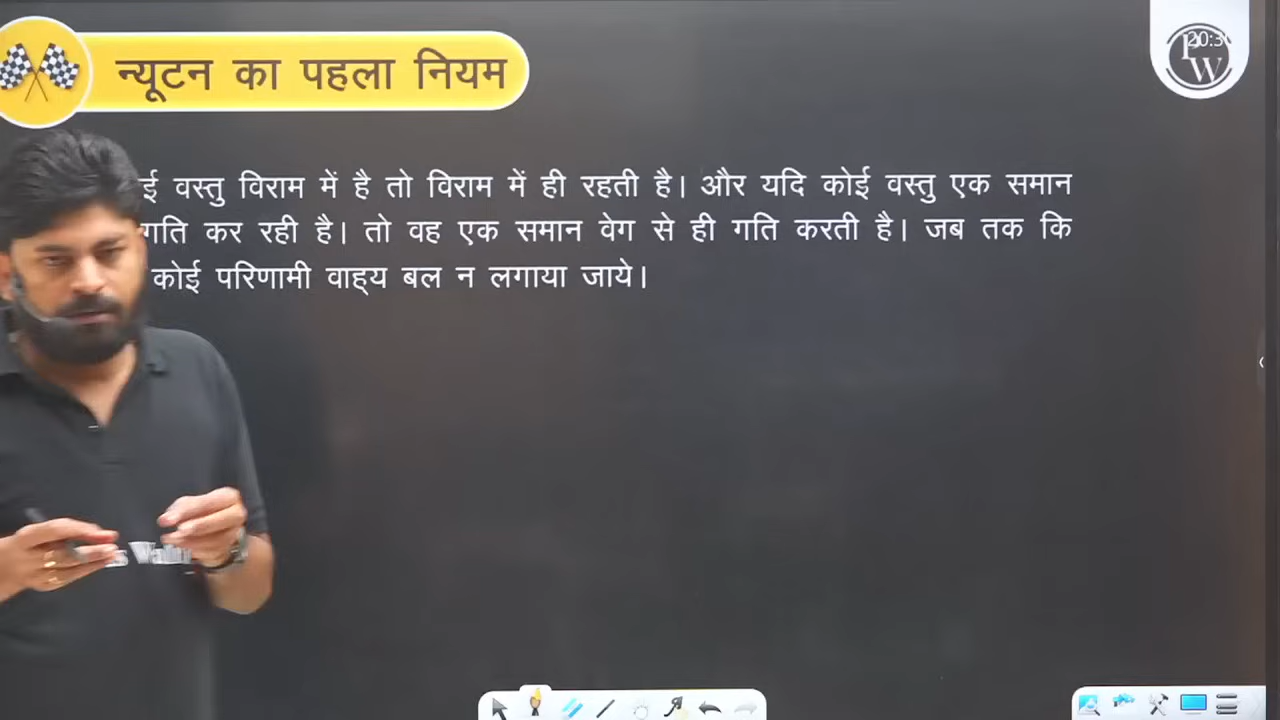 न्यूटन का पहला नियम
वस्तु विराम में है तो विराम में ही रहती है। और यदि कोई वस्तु एक समान
गति कर रही है। तो वह एक समान वेग से ही गति करती है। जब तक कि
कोई परिणामी वाह्य बल न लगाया जाये।